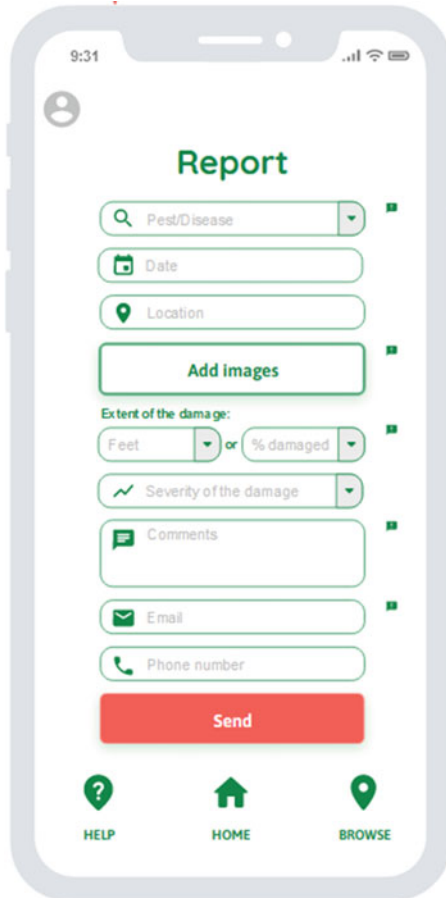 9:31
Report
Pest/Disease
Date
Location
Add images
Extent of the damage:
Feet or % damaged
Severity of the damage
Comments
Email
Phone number
Send
HELP HOME BROWSE